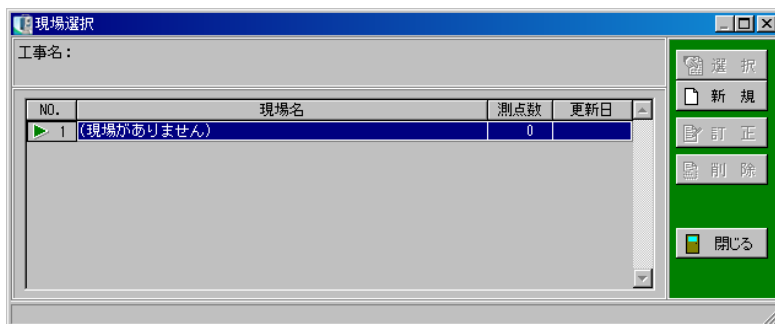 現場選択
工事名:
選 択
新 規
訂 正
削 除
閉じる
NO. 現場名 測点数 更新日
1 (現場がありません) 0